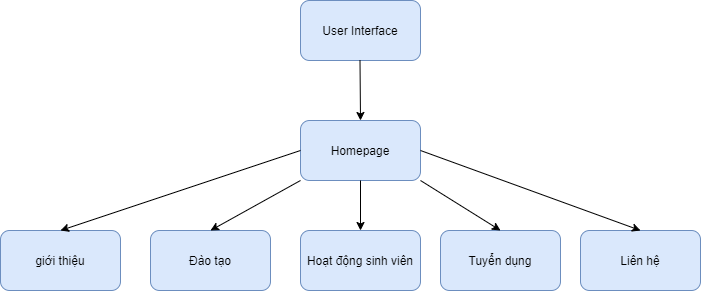 User Interface
Homepage
giới thiệu
Đào tạo
Hoạt động sinh viên
Tuyển dụng
Liên hệ